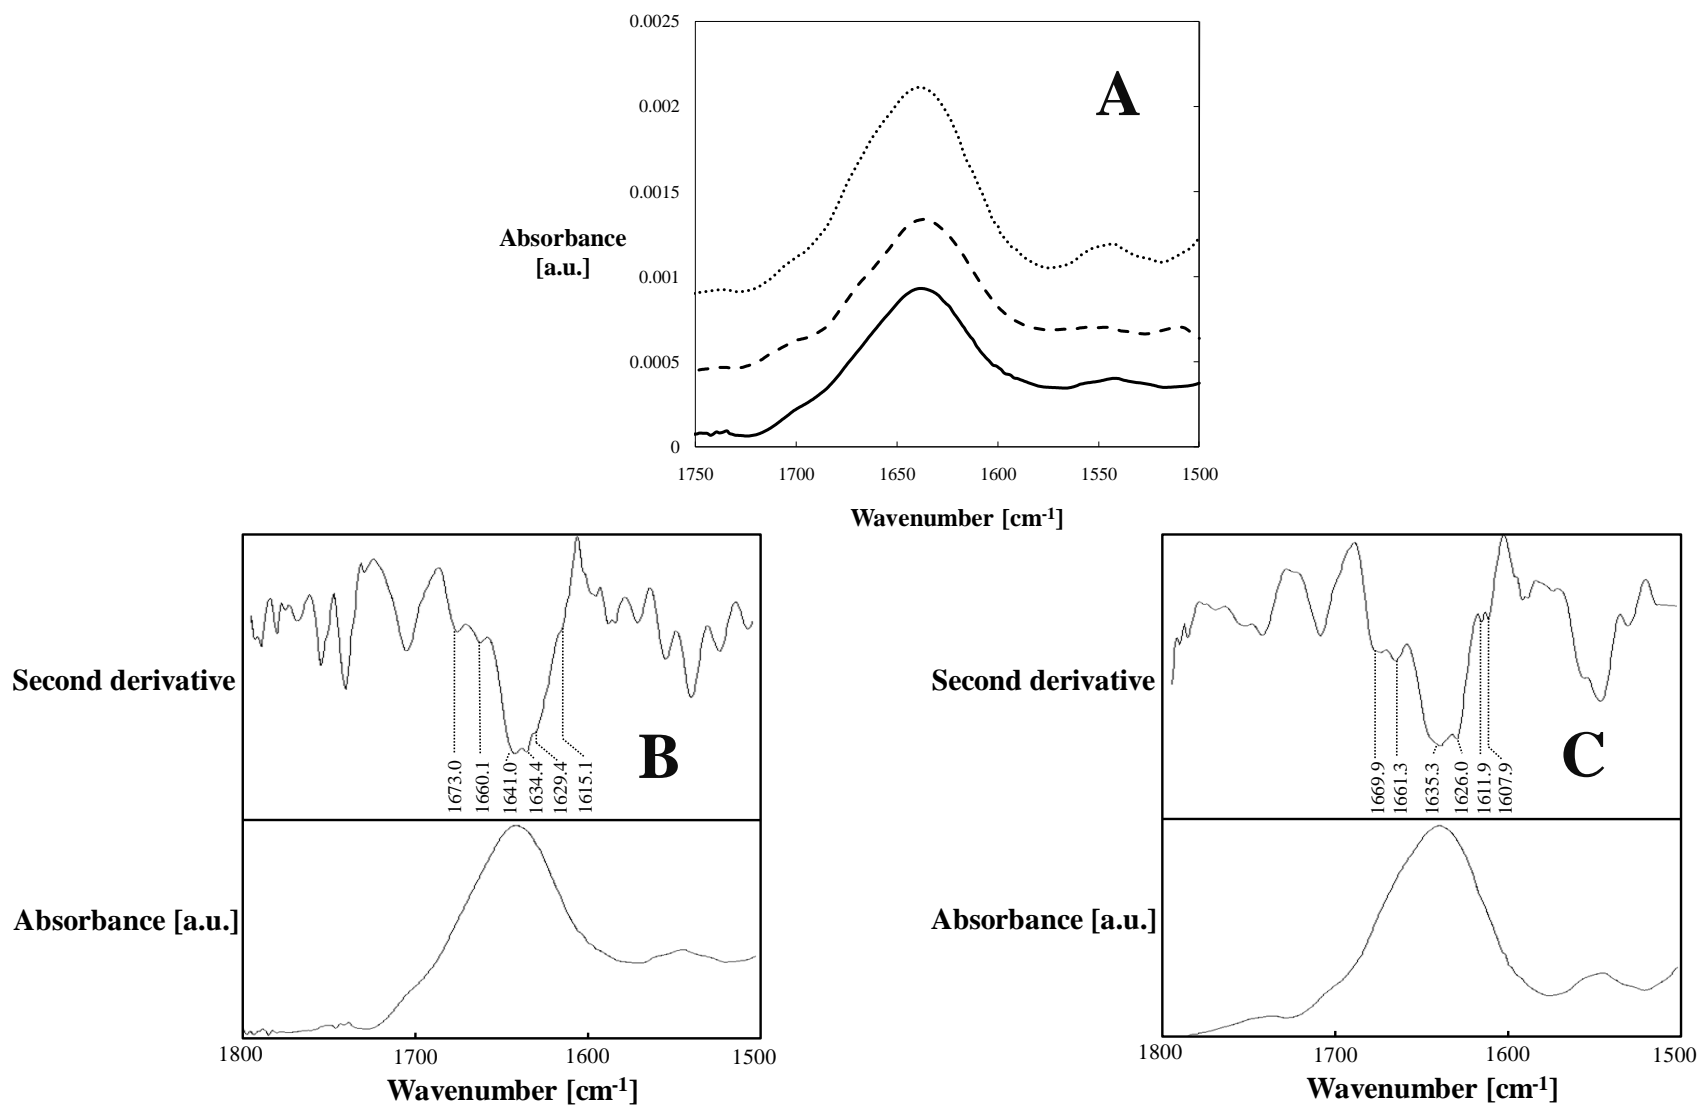 0.0025
A
0.002
0.0015
Absorbance
[a.u.]
0.001
0.0005
0
1750 1700 1650 1600 1550 1500
Wavenumber [cm-1]
Second derivative
B
1673.0
1660.1
1641.0
1634.4
1629.4
1615.1
Absorbance [a.u.]
1800 1700 1600 1500
Wavenumber [cm-1]
Second derivative
C
1669.9
1661.3
1635.3
1626.0
1611.9
1607.9
Absorbance [a.u.]
1800 1700 1600 1500
Wavenumber [cm-1]